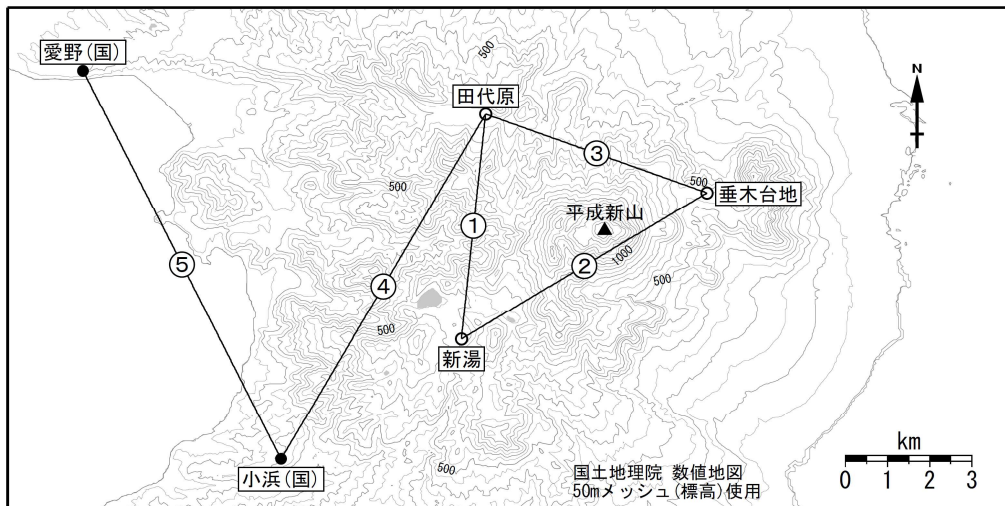 愛野(国)
500
田代原
N
③
500
500
垂木台地
平成新山
①
⑤
②
1000
④
500
500
新湯
km
小浜(国)
500
国土地理院 数値地図
50mメッシュ(標高)使用
0 1 2 3